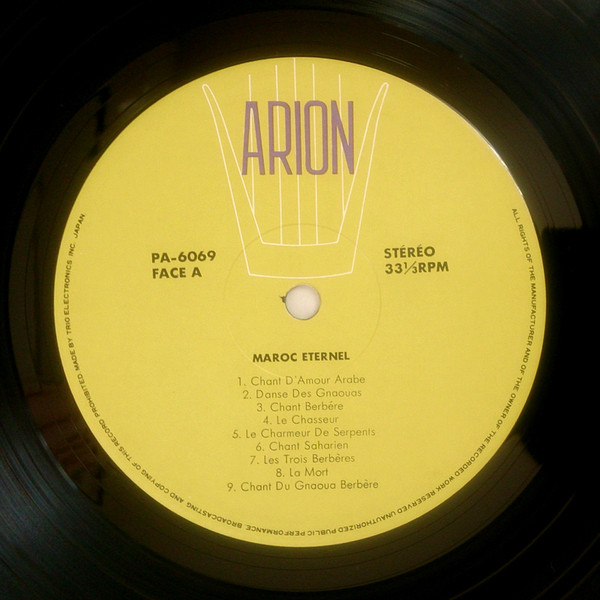 ARION
PA-6069
FACE A
STÉRÉO
33⅓RPM
MAROC ETERNEL
1. Chant D'Amour Arabe
2. Danse Des Gnaouas
3. Chant Berbère
4. Le Chasseur
5. Le Charmeur De Serpents
6. Chant Saharien
7. Les Trois Berbères
8. La Mort
9. Chant Du Gnaoua Berbère
ALL RIGHTS OF THE MANUFACTURER AND OF THE OWNER OF THE RECORDED WORK RESERVED UNAUTHORIZED PUBLIC PERFORMANCE. BROADCASTING AND COPYING OF THIS RECORD PROHIBITED. MADE BY TRIO ELECTRONICS INC. JAPAN.